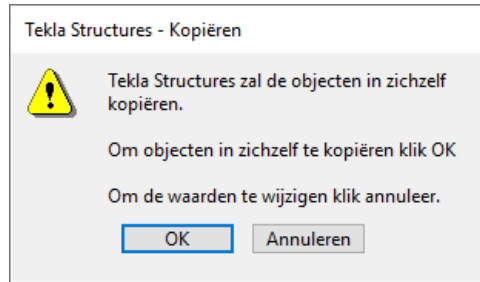 Tekla Structures - Kopiëren
Tekla Structures zal de objecten in zichzelf
kopiëren.
Om objecten in zichzelf te kopiëren klik OK
Om de waarden te wijzigen klik annuleer.
OK
Annuleren